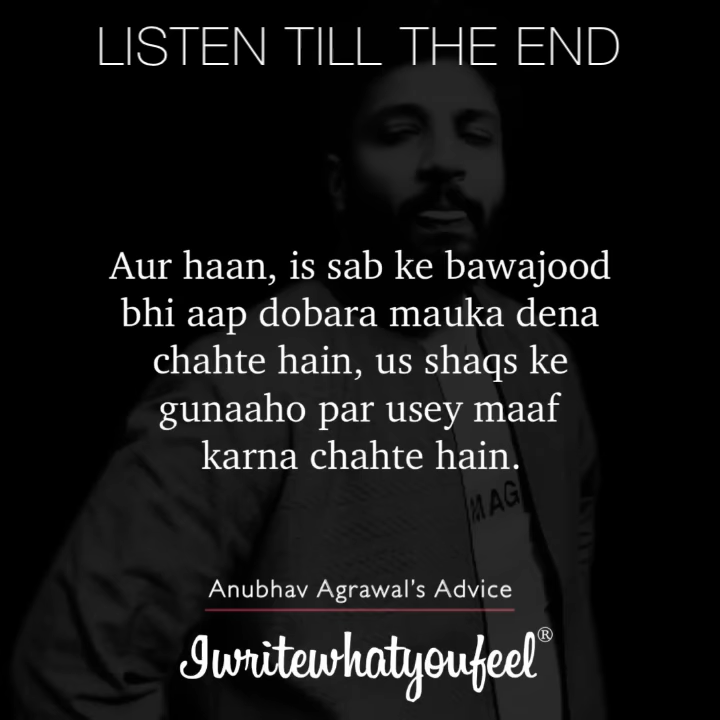 LISTEN TILL THE END
Aur haan, is sab ke bawajood
bhi aap dobara mauka dena
chahte hain, us shaqs ke
gunaaho par usey maaf
karna chahte hain.
MAG
Anubhav Agrawal's Advice
Iwritewhatyoufeel®